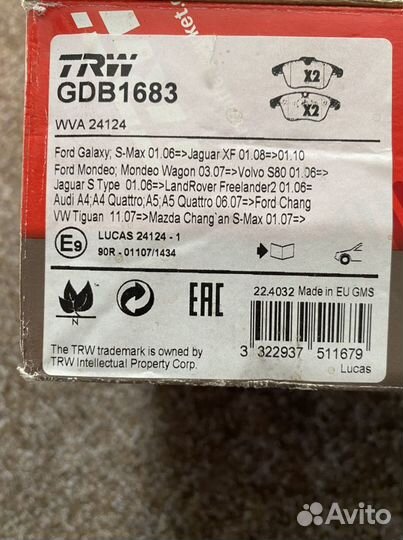 TRW
GDB1683
X2
X2
WVA 24124
Ford Galaxy; S-Max 01.06=>Jaguar XF 01.08=>01.10
Ford Mondeo; Mondeo Wagon 03.07=>Volvo S80 01.06=>
Jaguar S Type 01.06=>LandRover Freelander2 01.06=
Audi A4;A4 Quattro,A5;A5 Quattro 06.07=>Ford Chang
VW Tiguan 11.07=>Mazda Chang`an S-Max 01.07=>
E9
LUCAS 24124 - 1
90R - 01107/1434
N
EAC
22.4032 Made in EU GMS
The TRW trademark is owned by
TRW Intellectual Property Corp.
3 322937 511679
Lucas
Avito